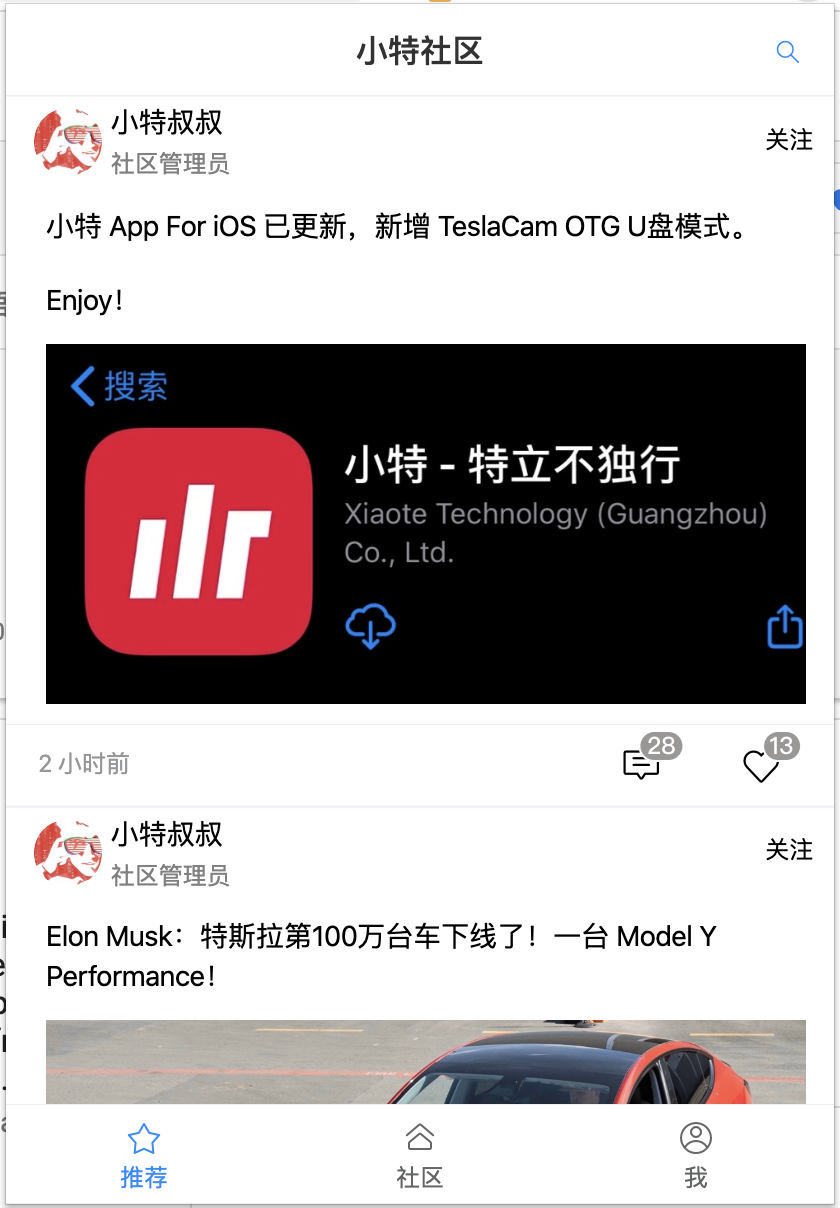 小特社区
小特叔叔
社区管理员
关注
小特 App For iOS 已更新，新增 TeslaCam OTG U盘模式。
Enjoy！
搜索
小特 - 特立不独行
Xiaote Technology (Guangzhou)
Co., Ltd.
2 小时前
28
13
小特叔叔
社区管理员
关注
Elon Musk：特斯拉第100万台车下线了！一台 Model Y
Performance！
推荐
社区
我